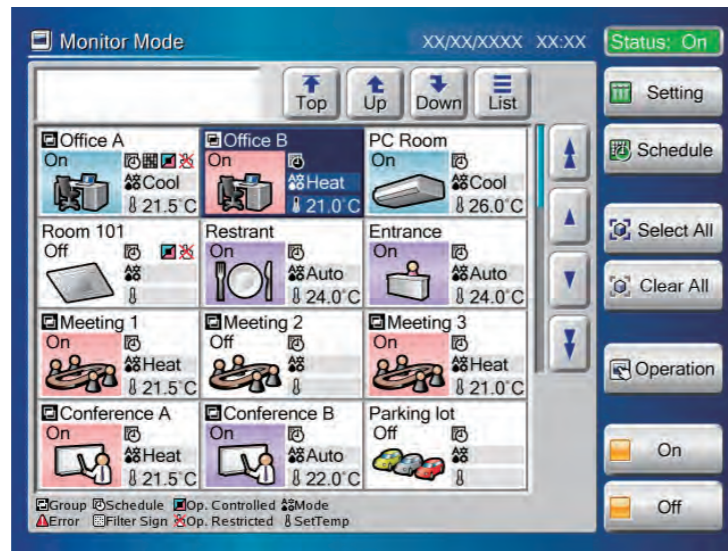 Monitor Mode XX/XX/XXXX XX:XX Status: On
Top Up Down List
Setting
Schedule
Select All
Clear All
Operation
On
Off
Office A Office B PC Room
On On On
Cool Heat Cool
21.5°C 21.0°C 26.0°C
Room 101 Restrant Entrance
Off On On
Auto Auto
24.0°C 24.0°C
Meeting 1 Meeting 2 Meeting 3
On Off On
Heat Heat
21.5°C 21.0°C
Conference A Conference B Parking lot
On On Off
Heat Auto
21.5°C 22.0°C
Group Schedule Op. Controlled Mode
Error Filter Sign Op. Restricted SetTemp